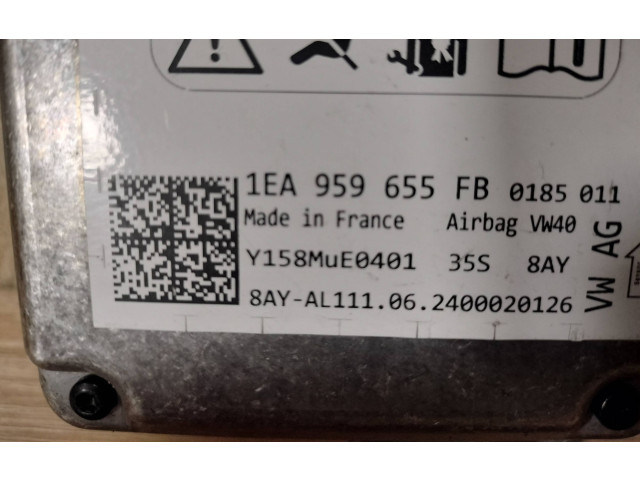 1EA 959 655 FB 0185 011
Made in France Airbag VW40
Y158MuE0401 35S 8AY
8AY-AL111.06.2400020126
VW AG